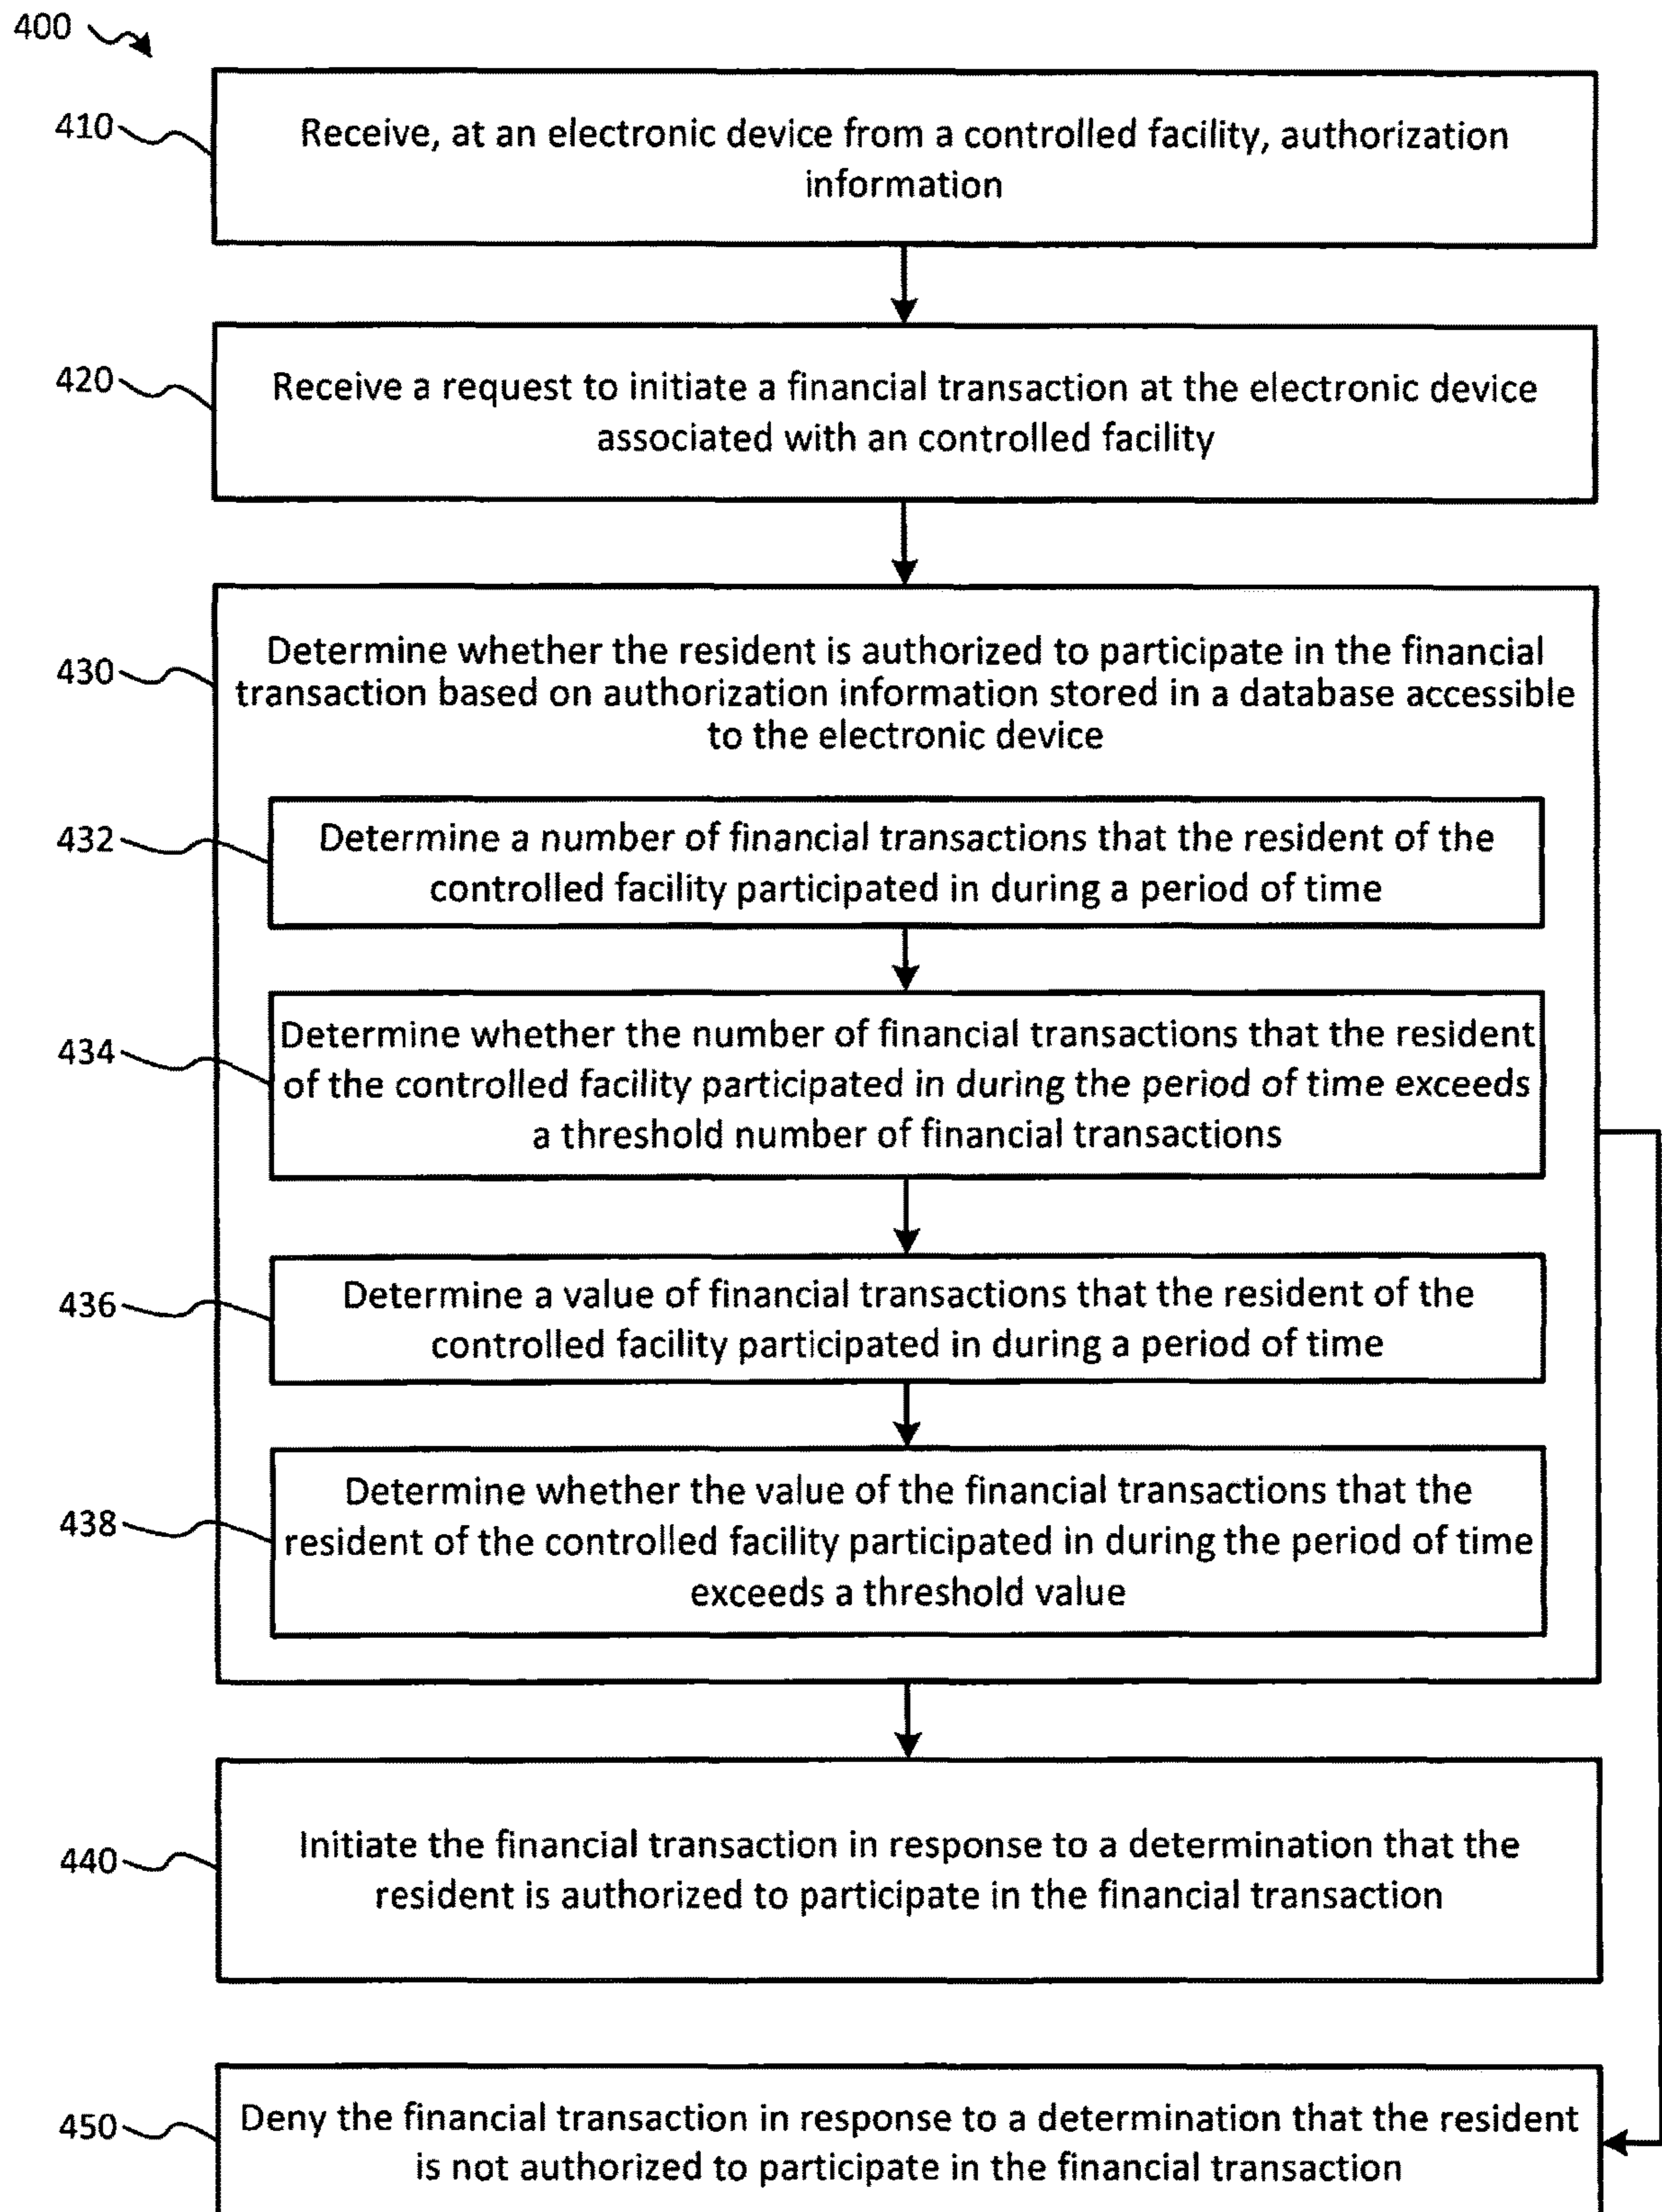 400
410
Receive, at an electronic device from a controlled facility, authorization
information
420
Receive a request to initiate a financial transaction at the electronic device
associated with an controlled facility
430
Determine whether the resident is authorized to participate in the financial
transaction based on authorization information stored in a database accessible
to the electronic device
432
Determine a number of financial transactions that the resident of the
controlled facility participated in during a period of time
434
Determine whether the number of financial transactions that the resident
of the controlled facility participated in during the period of time exceeds
a threshold number of financial transactions
436
Determine a value of financial transactions that the resident of the
controlled facility participated in during a period of time
438
Determine whether the value of the financial transactions that the
resident of the controlled facility participated in during the period of time
exceeds a threshold value
440
Initiate the financial transaction in response to a determination that the
resident is authorized to participate in the financial transaction
450
Deny the financial transaction in response to a determination that the resident
is not authorized to participate in the financial transaction